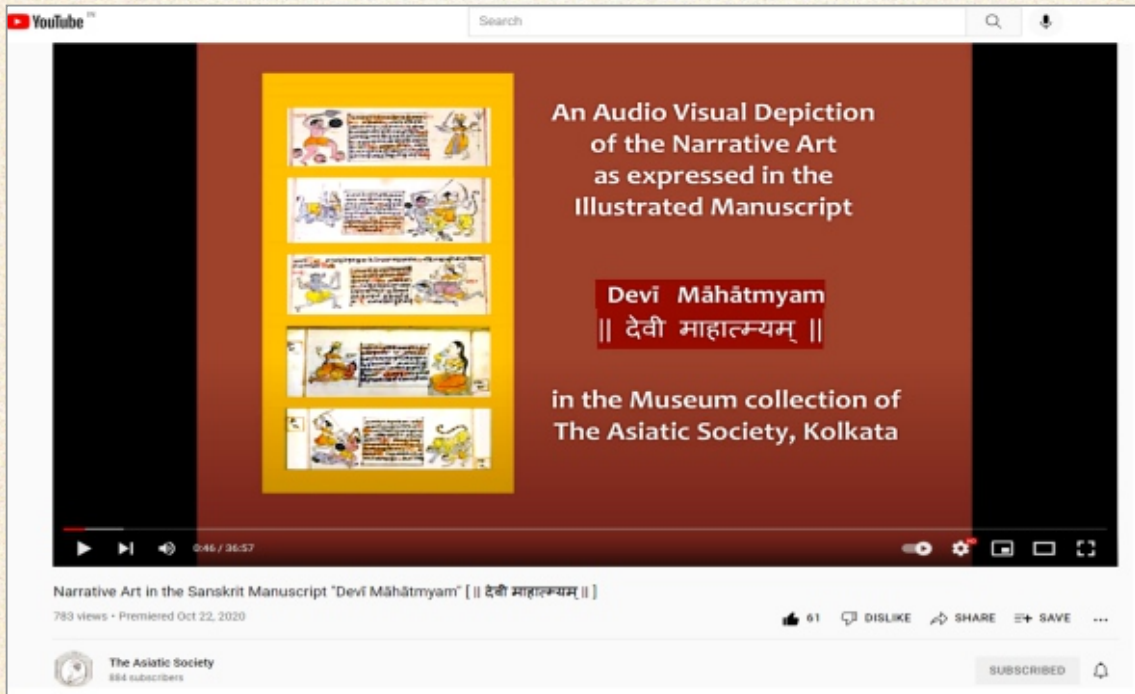 YouTube IN
Search
An Audio Visual Depiction
of the Narrative Art
as expressed in the
Illustrated Manuscript
Devī Māhātmyam
|| देवी माहात्म्यम् ||
in the Museum collection of
The Asiatic Society, Kolkata
0:46 / 36:57
HD
Narrative Art in the Sanskrit Manuscript "Devī Māhātmyam" [ || देवी माहात्म्यम् || ]
783 views • Premiered Oct 22, 2020
61 DISLIKE SHARE SAVE ...
The Asiatic Society
884 subscribers
SUBSCRIBED